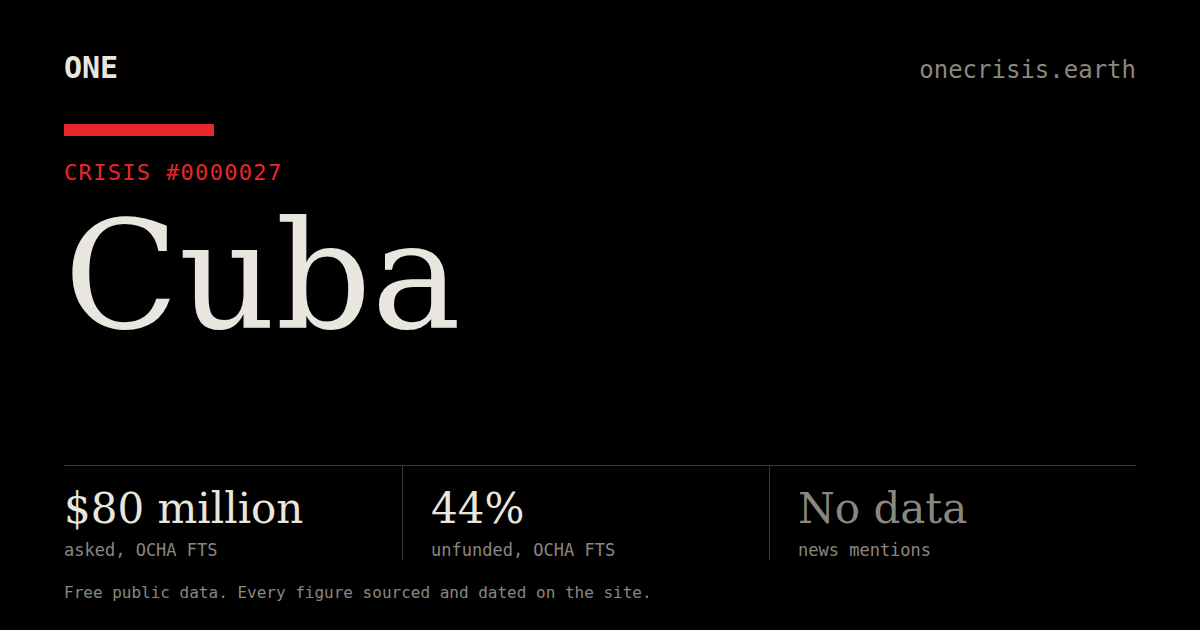 ONE
onecrisis.earth
CRISIS #0000027
Cuba
$80 million
asked, OCHA FTS
44%
unfunded, OCHA FTS
No data
news mentions
Free public data. Every figure sourced and dated on the site.